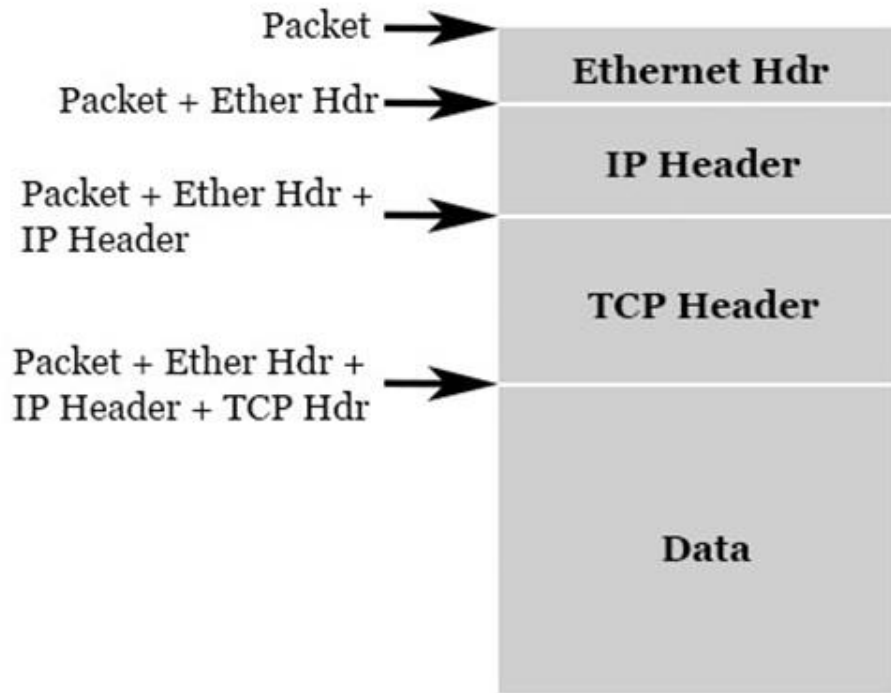 Packet
Ethernet Hdr
Packet + Ether Hdr
IP Header
Packet + Ether Hdr +
IP Header
TCP Header
Packet + Ether Hdr +
IP Header + TCP Hdr
Data